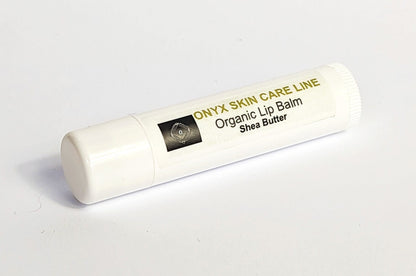 ONYX SKIN CARE LINE
Organic Lip Balm
Shea Butter